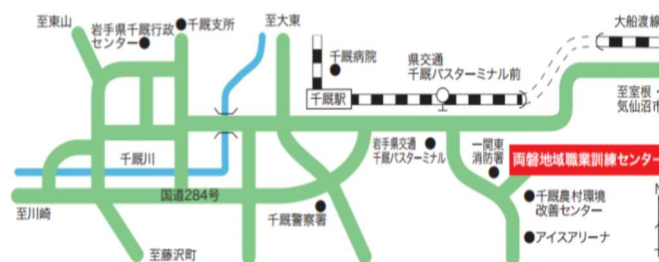 至東山
岩手県千厩行政
センター●
●千厩支所
至大東
千厩病院
●
千厩駅
県交通
千厩バスターミナル前
大船渡線
至室根・
気仙沼市
岩手県交通 ●
千厩バスターミナル
一関東 ●
消防署
両磐地域職業訓練センター
千厩川
国道284号
至川崎
千厩警察署
●千厩農村環境
改善センター
●アイスアリーナ
至藤沢町